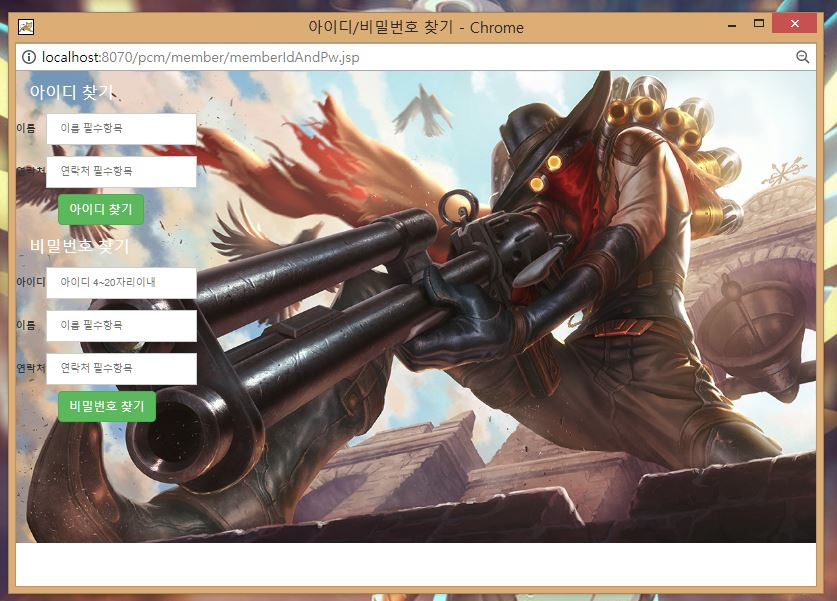 아이디/비밀번호 찾기 - Chrome
localhost:8070/pcm/member/memberIdAndPw.jsp
아이디 찾기
이름 이름 필수항목
연락처 연락처 필수항목
아이디 찾기
비밀번호 찾기
아이디 아이디 4~20자리이내
이름 이름 필수항목
연락처 연락처 필수항목
비밀번호 찾기